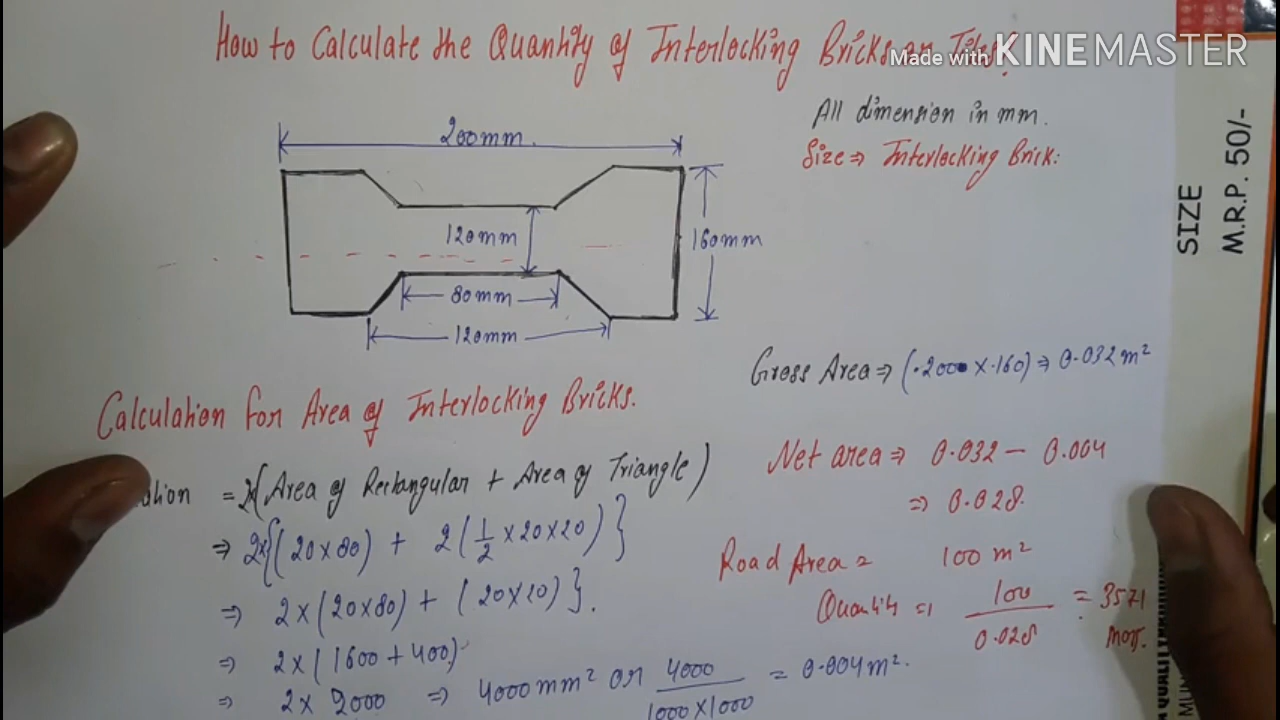 How to Calculate the Quantity of Interlocking Bricks or Tiles?
Made with KINEMASTER
All dimension in mm.
Size ⇒ Interlocking Brick:
200mm.
120mm
160mm
80mm
120mm
SIZE
M.R.P. 50/-
Gross Area ⇒ (.200 × .160) ⇒ 0.032 m²
Calculation for Area of Interlocking Bricks.
= 2×(Area of Rectangular + Area of Triangle)
⇒ 2×{(20×80) + 2(1/2 ×20×20)}
⇒ 2×(20×80) + (20×20)}.
⇒ 2×(1600+400)
⇒ 2× 2000 ⇒ 4000mm² or 4000/1000×1000 = 0.004m².
Net area ⇒ 0.032 - 0.004
⇒ 0.028.
Road Area = 100 m²
Quantity = 100/0.028 = 3571